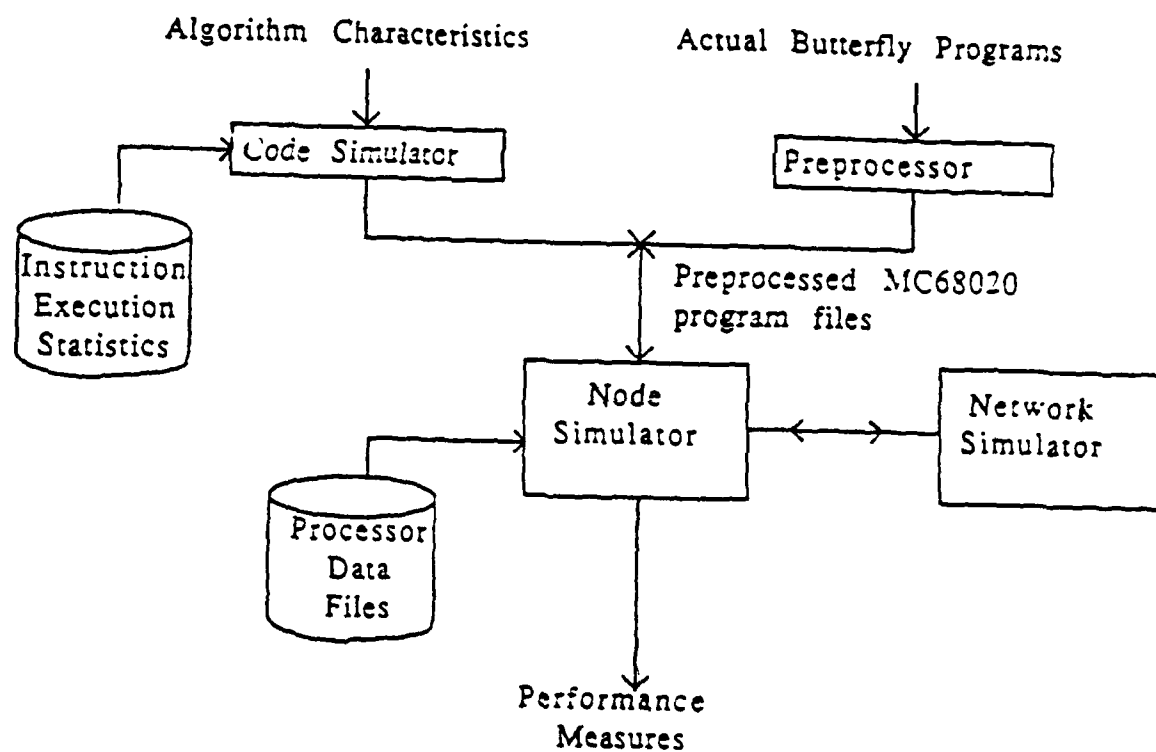 Algorithm Characteristics
Actual Butterfly Programs
Code Simulator
Preprocessor
Instruction
Execution
Statistics
Preprocessed MC68020
program files
Node
Simulator
Network
Simulator
Processor
Data
Files
Performance
Measures